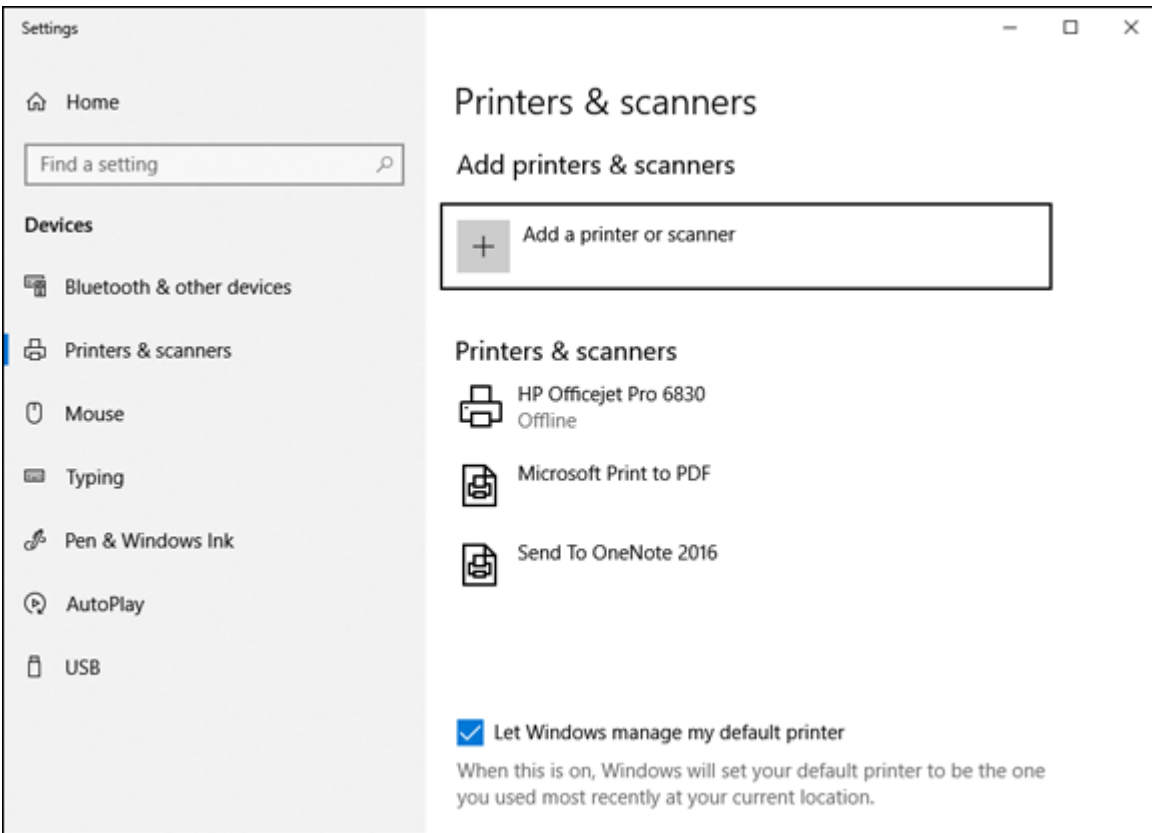 Settings
Home
Find a setting
Devices
Bluetooth & other devices
Printers & scanners
Mouse
Typing
Pen & Windows Ink
AutoPlay
USB
Printers & scanners
Add printers & scanners
Add a printer or scanner
Printers & scanners
HP Officejet Pro 6830
Offline
Microsoft Print to PDF
Send To OneNote 2016
Let Windows manage my default printer
When this is on, Windows will set your default printer to be the one
you used most recently at your current location.